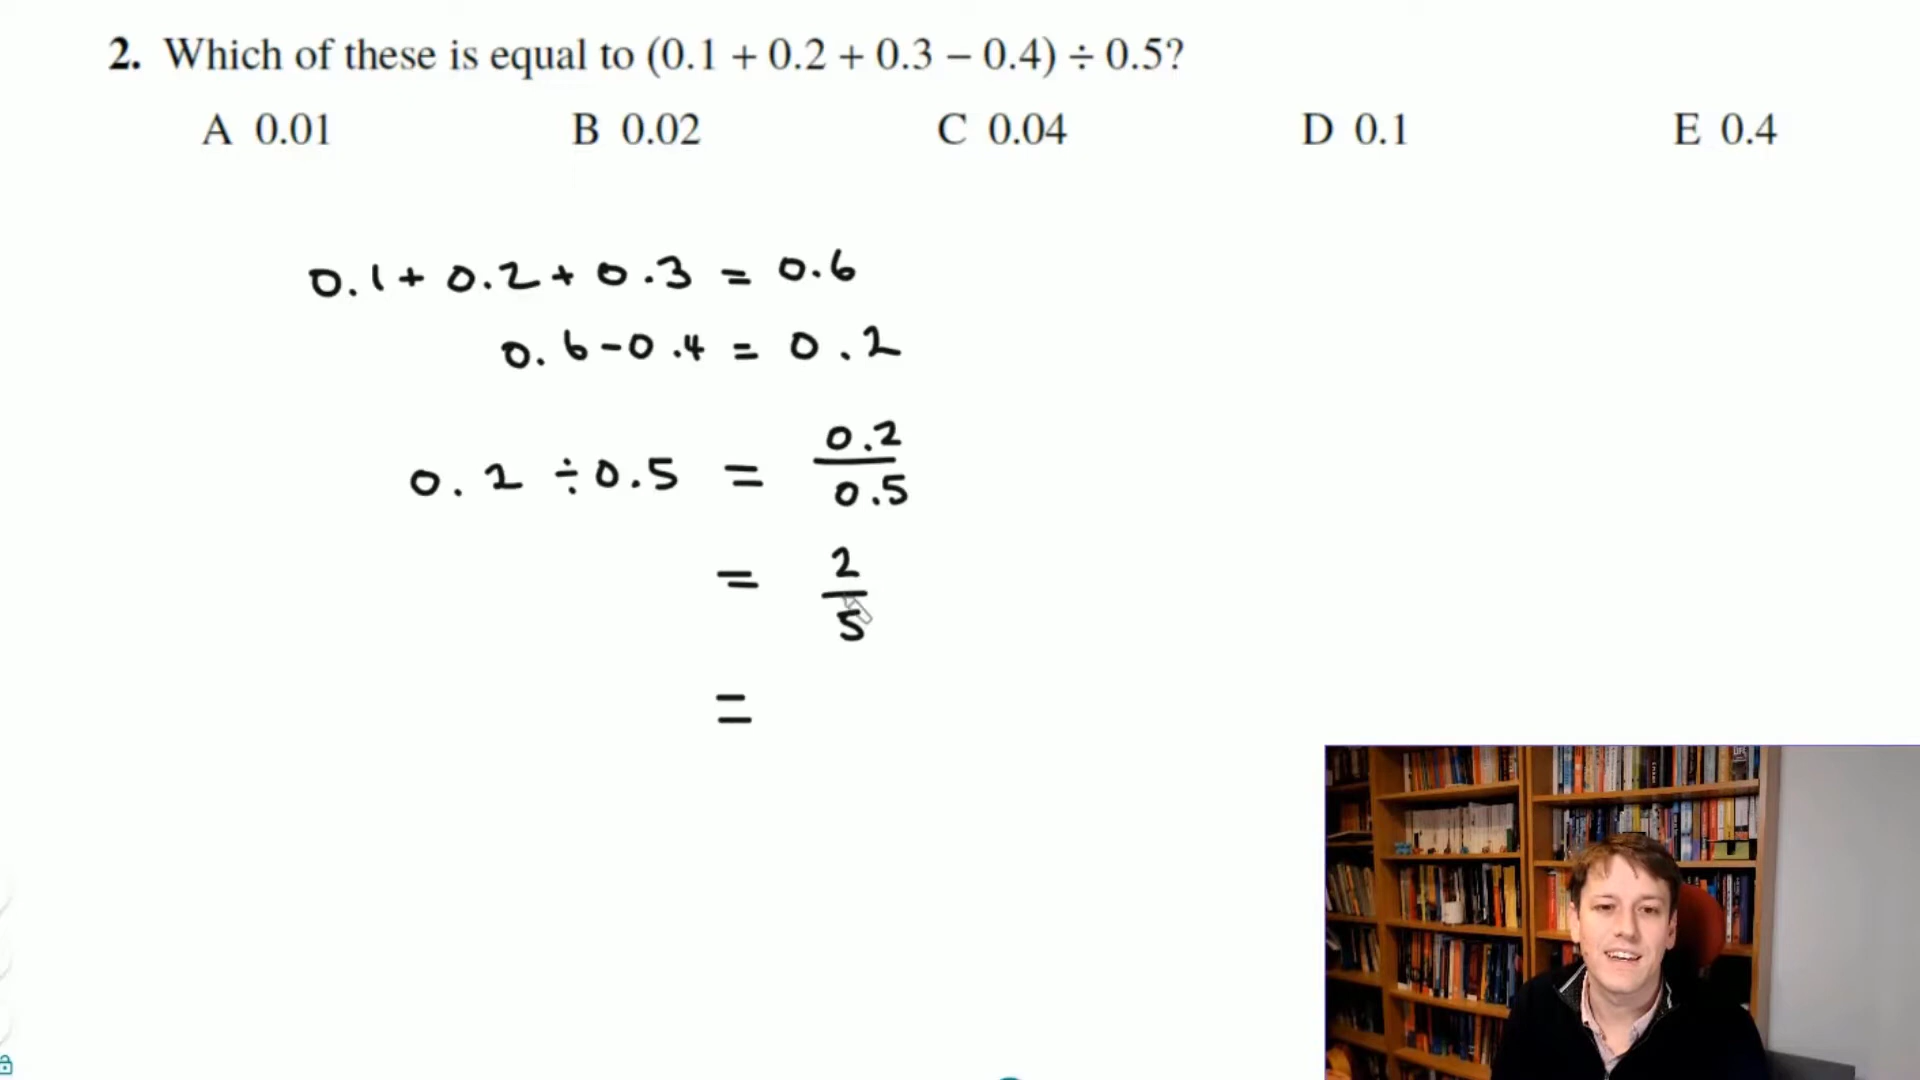 2. Which of these is equal to (0.1 + 0.2 + 0.3 − 0.4) ÷ 0.5?
A 0.01 B 0.02 C 0.04 D 0.1 E 0.4
0.1 + 0.2 + 0.3 = 0.6
0.6 - 0.4 = 0.2
0.2 ÷ 0.5 = 0.2/0.5
= 2/5
=